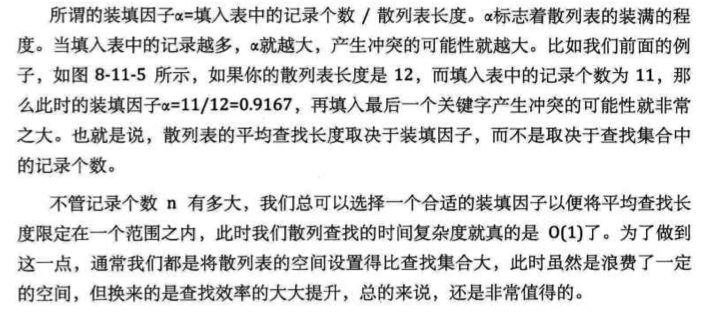 所谓的装填因子α=填入表中的记录个数 / 散列表长度。α标志着散列表的装满的程
度。当填入表中的记录越多，α就越大，产生冲突的可能性就越大。比如我们前面的例
子，如图 8-11-5 所示，如果你的散列表长度是 12，而填入表中的记录个数为 11，那
么此时的装填因子α=11/12=0.9167，再填入最后一个关键字产生冲突的可能性就非常
之大。也就是说，散列表的平均查找长度取决于装填因子，而不是取决于查找集合中
的记录个数。
不管记录个数 n 有多大，我们总可以选择一个合适的装填因子以便将平均查找长
度限定在一个范围之内，此时我们散列查找的时间复杂度就真的是 O(1)了。为了做到
这一点，通常我们都是将散列表的空间设置得比查找集合大，此时虽然是浪费了一定
的空间，但换来的是查找效率的大大提升，总的来说，还是非常值得的。